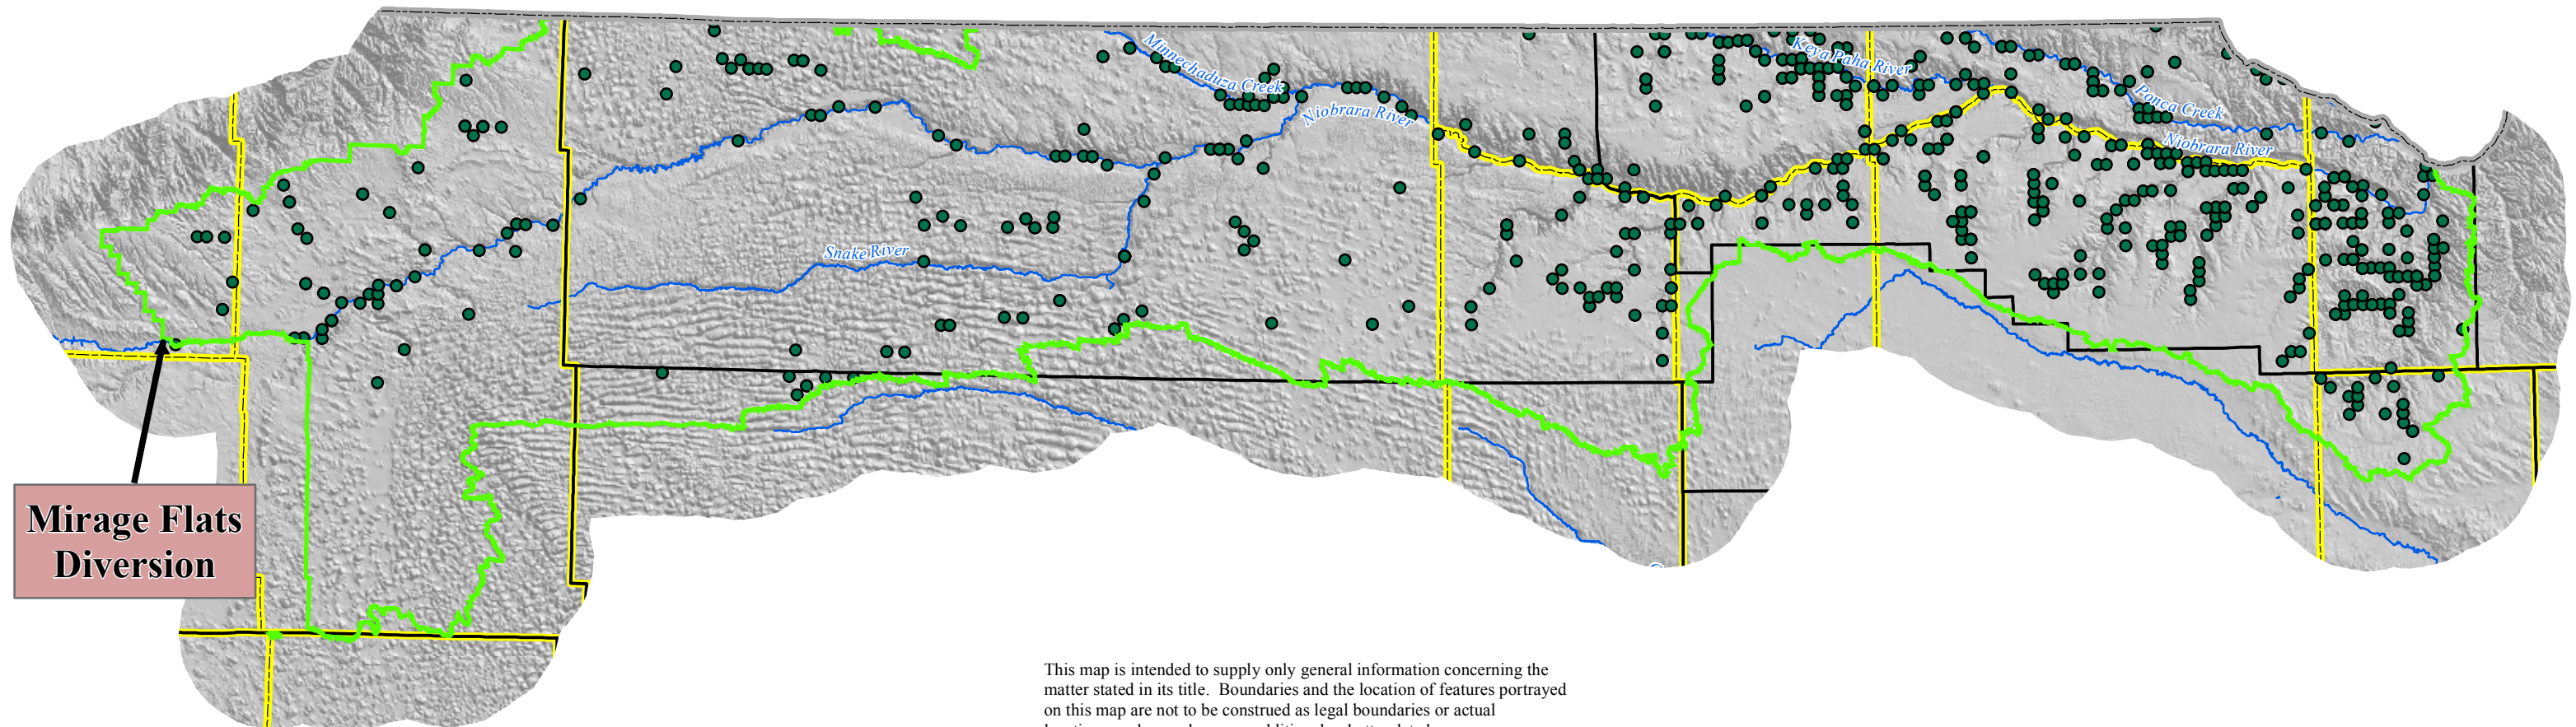 Minnechaduza Creek
Keya Paha River
Niobrara River
Ponca Creek
Niobrara River
Snake River
Mirage Flats
Diversion
This map is intended to supply only general information concerning the
matter stated in its title. Boundaries and the location of features portrayed
on this map are not to be construed as legal boundaries or actual